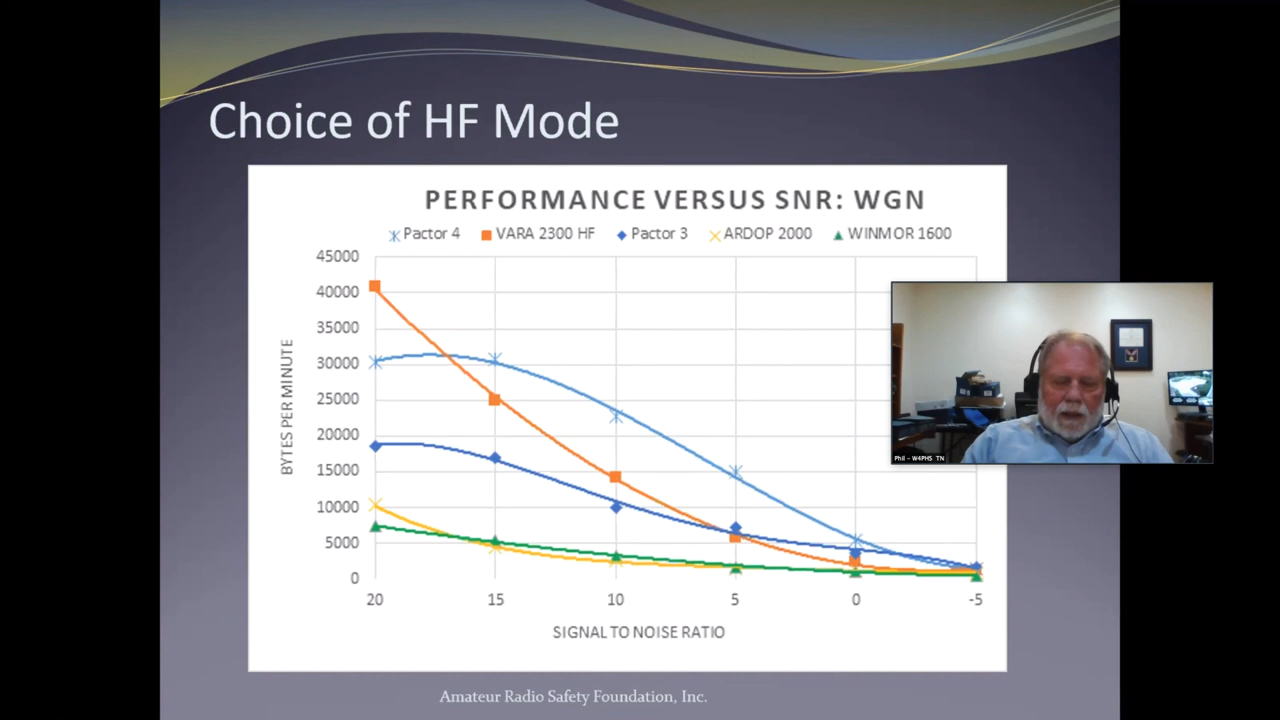 Choice of HF Mode
PERFORMANCE VERSUS SNR: WGN
Pactor 4 VARA 2300 HF Pactor 3 ARDOP 2000 WINMOR 1600
45000
40000
35000
30000
25000
20000
15000
10000
5000
0
BYTES PER MINUTE
20 15 10 5 0 -5
SIGNAL TO NOISE RATIO
Phil - W4PHS TN
Amateur Radio Safety Foundation, Inc.